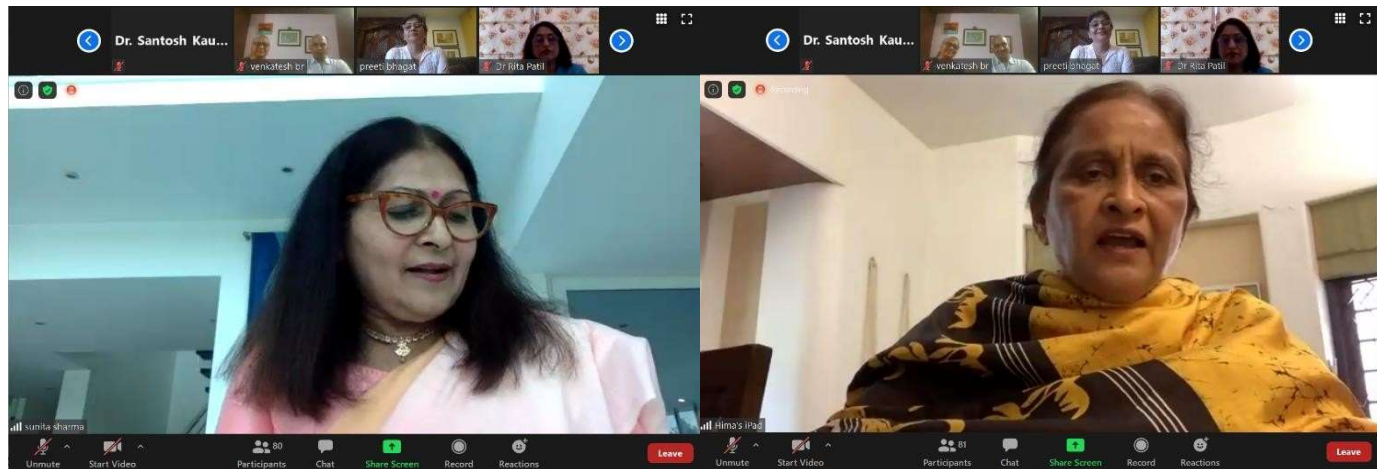 Dr. Santosh Kau...
venkatesh br
preeti bhagat
Dr Rita Patil
sunita sharma
Unmute
Start Video
80
Participants
Chat
Share Screen
Record
Reactions
Leave
Dr. Santosh Kau...
venkatesh br
preeti bhagat
Dr Rita Patil
Recording
Hima's iPad
Unmute
Start Video
81
Participants
Chat
Share Screen
Record
Reactions
Leave